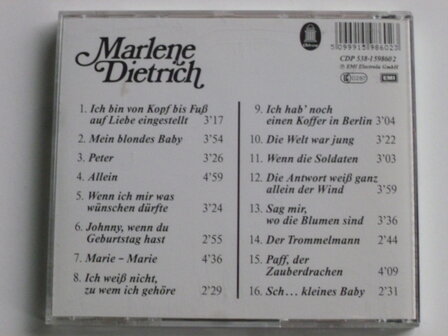 Marlene
Dietrich
5099915986023
CDP 538-1598602
℗ EMI Electrola GmbH
EMI
1. Ich bin von Kopf bis Fuß
auf Liebe eingestellt 3'17
2. Mein blondes Baby 3'54
3. Peter 3'26
4. Allein 4'59
5. Wenn ich mir was
wünschen dürfte 3'24
6. Johnny, wenn du
Geburtstag hast 2'55
7. Marie – Marie 4'36
8. Ich weiß nicht,
zu wem ich gehöre 2'29
9. Ich hab' noch
einen Koffer in Berlin 3'04
10. Die Welt war jung 3'22
11. Wenn die Soldaten 3'03
12. Die Antwort weiß ganz
allein der Wind 3'59
13. Sag mir,
wo die Blumen sind 3'36
14. Der Trommelmann 2'44
15. Paff, der
Zauberdrachen 4'09
16. Sch... kleines Baby 2'31